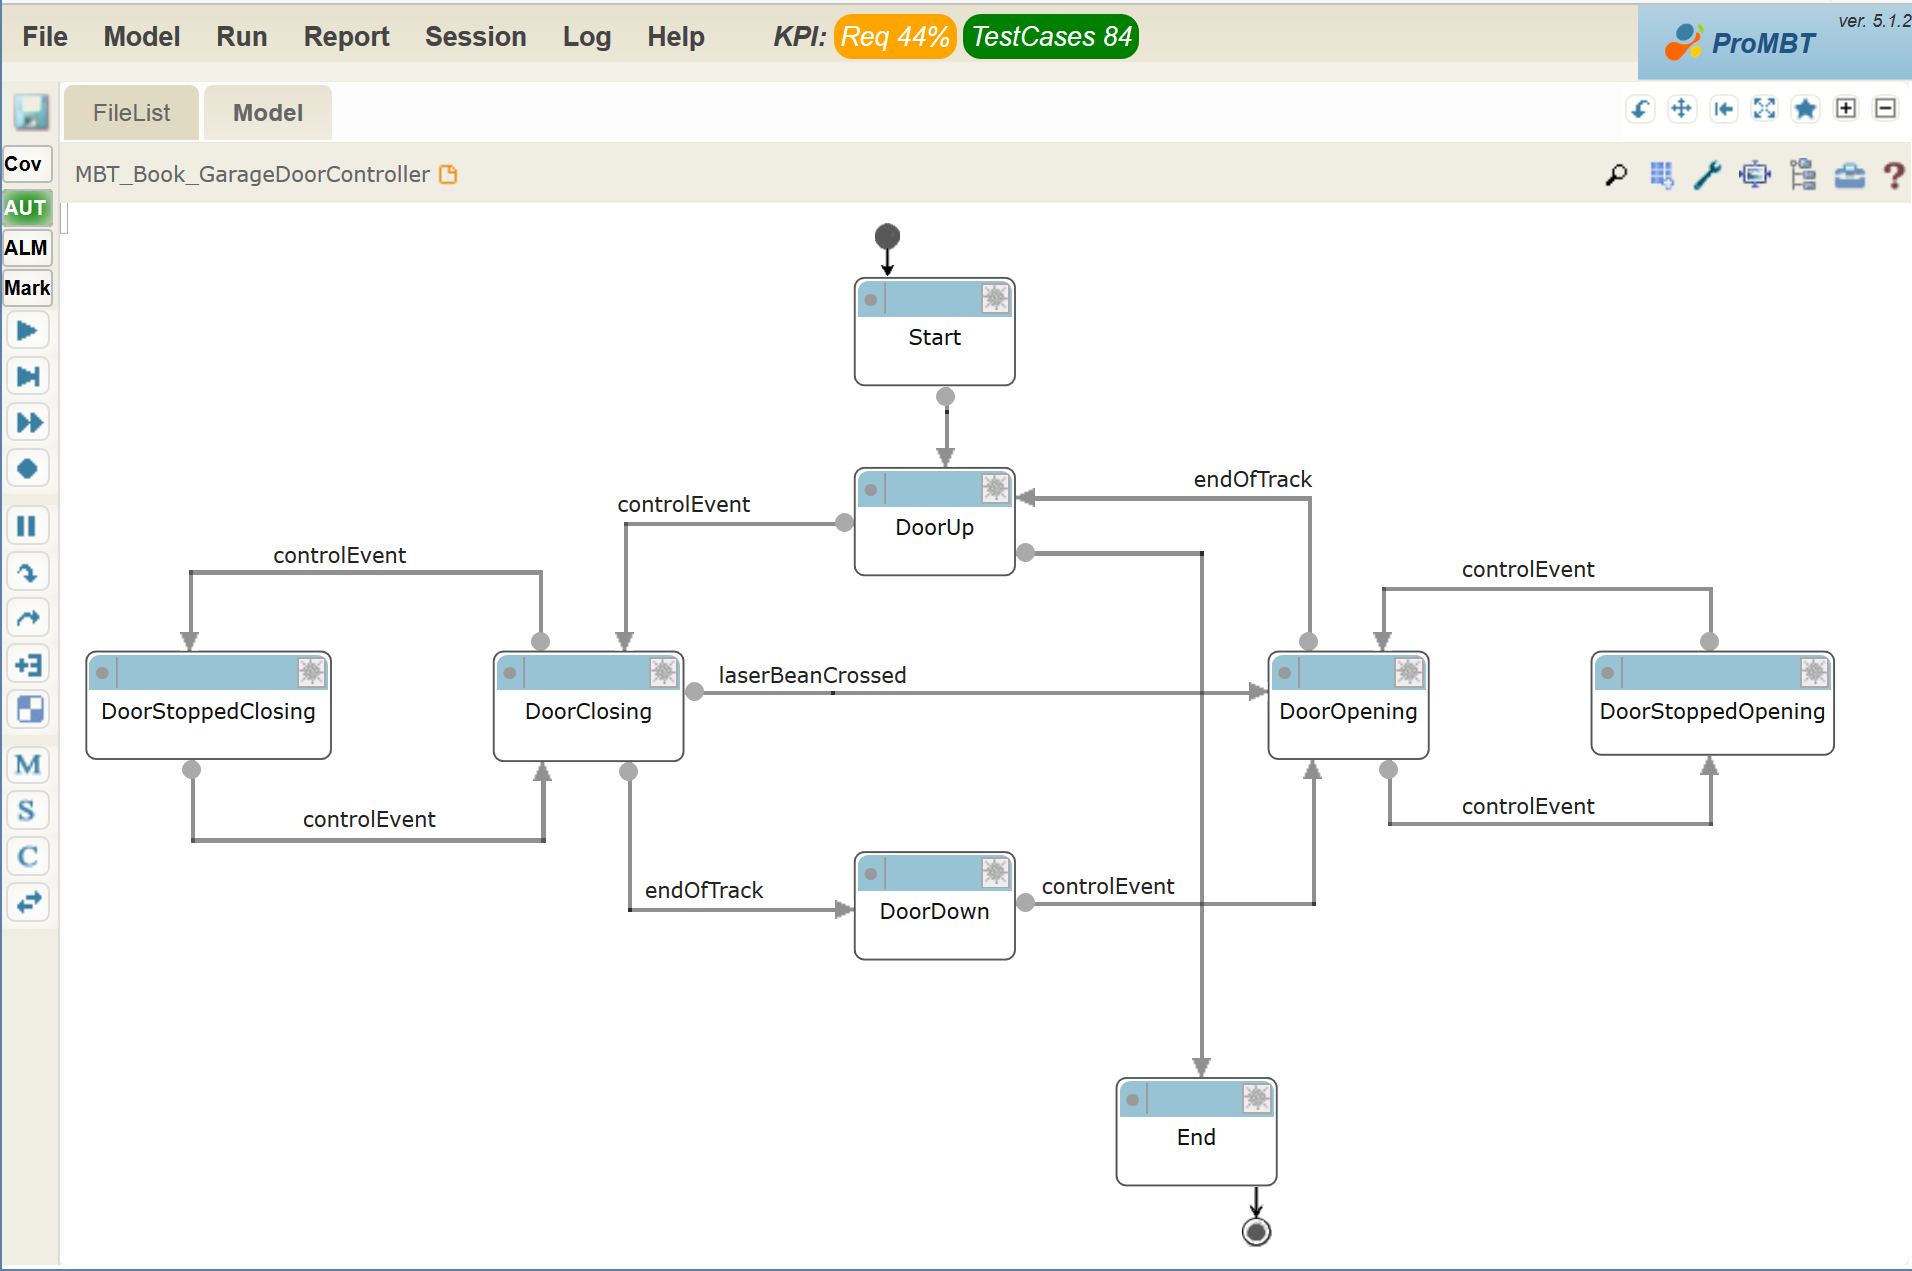 File Model Run Report Session Log Help KPI: Req 44% TestCases 84
ver. 5.1.2
ProMBT
FileList Model
MBT_Book_GarageDoorController
?
Cov
AUT
ALM
Mark
M
S
C
Start
DoorUp
endOfTrack
controlEvent
controlEvent
controlEvent
laserBeanCrossed
DoorStoppedClosing
DoorClosing
DoorOpening
DoorStoppedOpening
controlEvent
controlEvent
endOfTrack
DoorDown
controlEvent
End